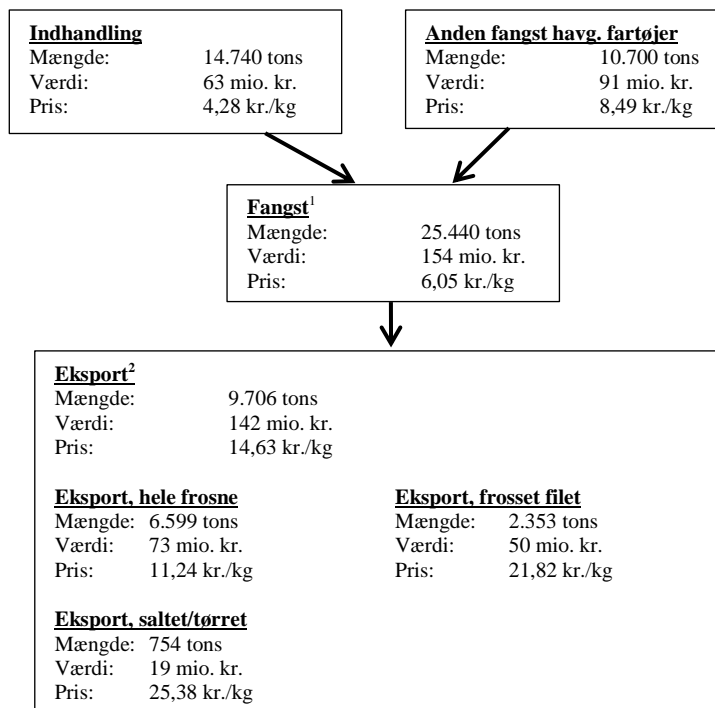 Indhandling
Mængde: 14.740 tons
Værdi: 63 mio. kr.
Pris: 4,28 kr./kg
Anden fangst havg. fartøjer
Mængde: 10.700 tons
Værdi: 91 mio. kr.
Pris: 8,49 kr./kg
Fangst¹
Mængde: 25.440 tons
Værdi: 154 mio. kr.
Pris: 6,05 kr./kg
Eksport²
Mængde: 9.706 tons
Værdi: 142 mio. kr.
Pris: 14,63 kr./kg
Eksport, hele frosne
Mængde: 6.599 tons
Værdi: 73 mio. kr.
Pris: 11,24 kr./kg
Eksport, frosset filet
Mængde: 2.353 tons
Værdi: 50 mio. kr.
Pris: 21,82 kr./kg
Eksport, saltet/tørret
Mængde: 754 tons
Værdi: 19 mio. kr.
Pris: 25,38 kr./kg